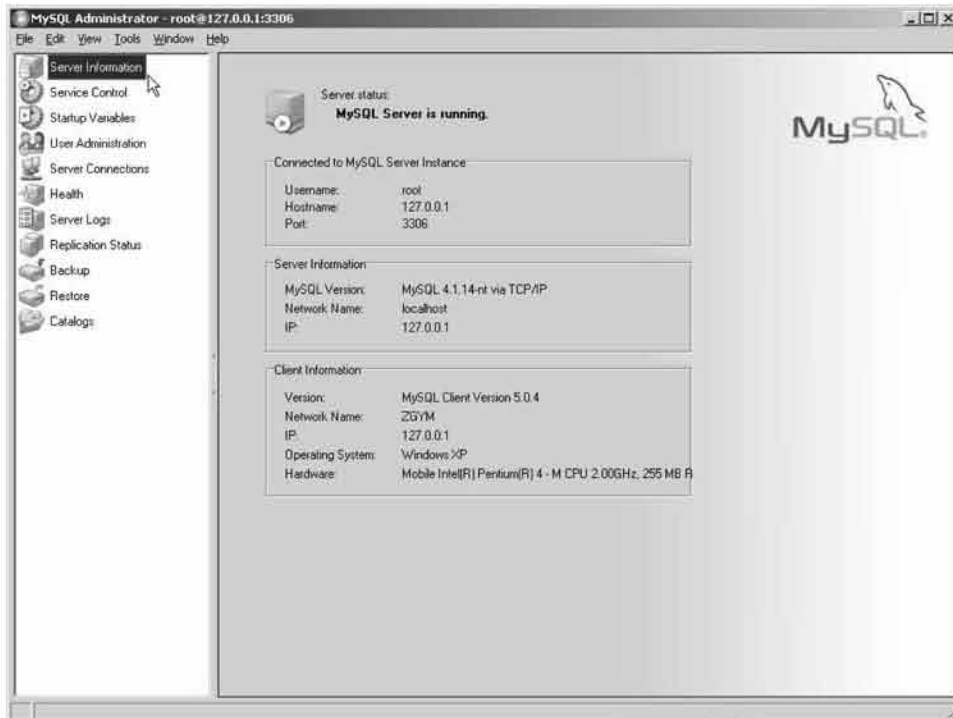 MySQL Administrator - root@127.0.0.1:3306
File Edit View Tools Window Help
Server Information
Service Control
Startup Variables
User Administration
Server Connections
Health
Server Logs
Replication Status
Backup
Restore
Catalogs
Server status:
MySQL Server is running.
MySQL®
Connected to MySQL Server Instance
Username: root
Hostname: 127.0.0.1
Port: 3306
Server Information
MySQL Version: MySQL 4.1.14-nt via TCP/IP
Network Name: localhost
IP: 127.0.0.1
Client Information
Version: MySQL Client Version 5.0.4
Network Name: ZGYM
IP: 127.0.0.1
Operating System: Windows XP
Hardware: Mobile Intel(R) Pentium(R) 4 - M CPU 2.00GHz, 255 MB R